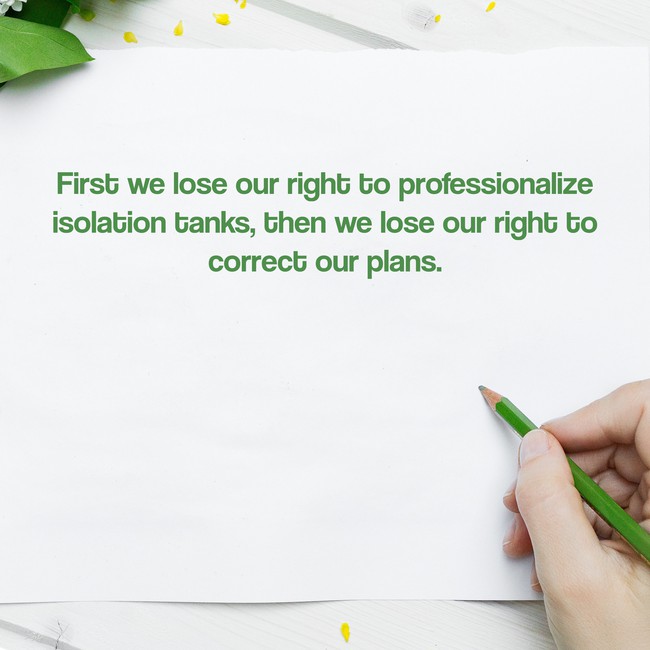 First we lose our right to professionalize
isolation tanks, then we lose our right to
correct our plans.